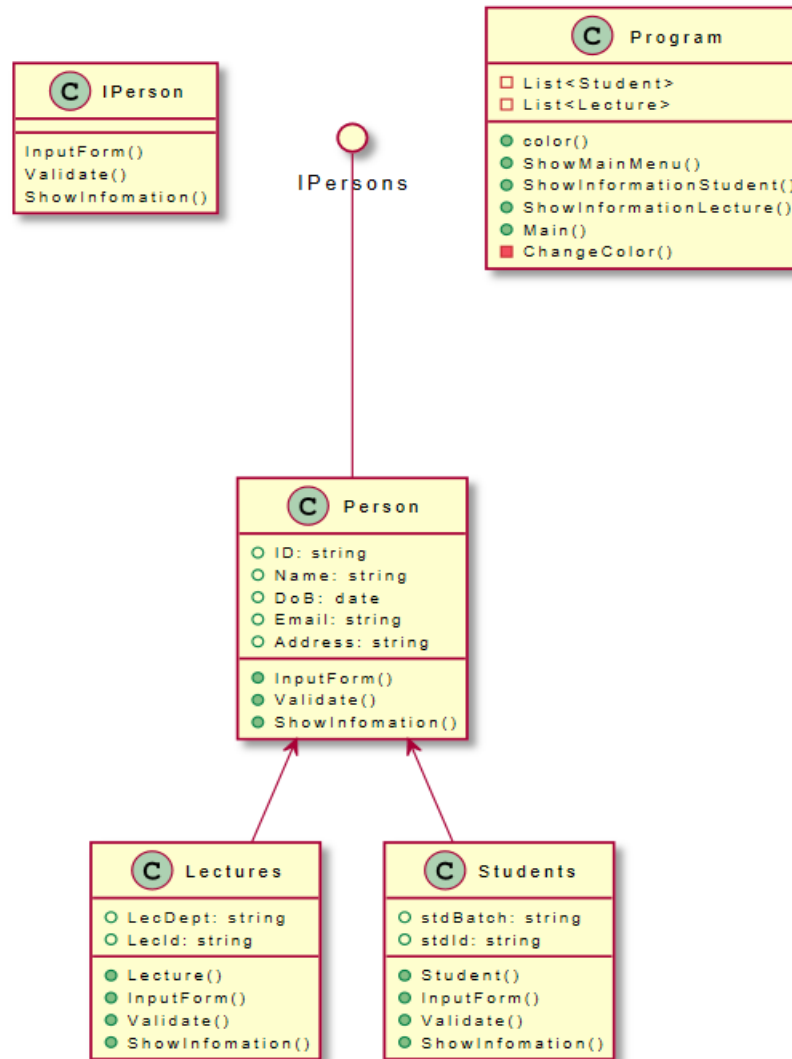 C IPerson
InputForm()
Validate()
ShowInfomation()
IPersons
C Program
List<Student>
List<Lecture>
color()
ShowMainMenu()
ShowInformationStudent()
ShowInformationLecture()
Main()
ChangeColor()
C Person
ID: string
Name: string
DoB: date
Email: string
Address: string
InputForm()
Validate()
ShowInfomation()
C Lectures
LecDept: string
LecId: string
Lecture()
InputForm()
Validate()
ShowInfomation()
C Students
stdBatch: string
stdId: string
Student()
InputForm()
Validate()
ShowInfomation()